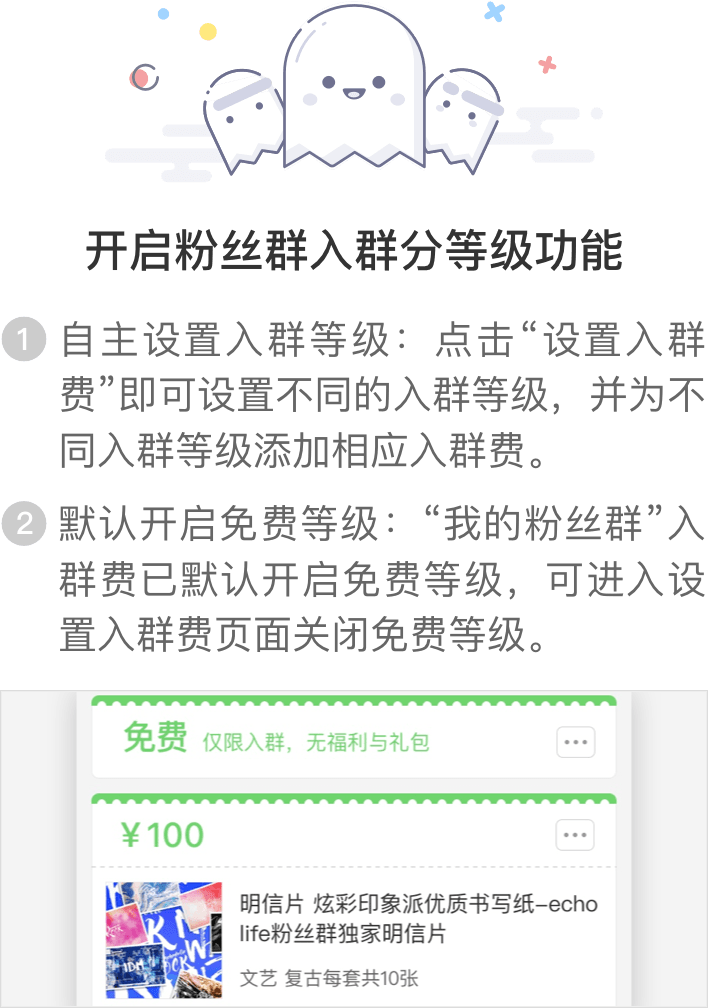 开启粉丝群入群分等级功能
1 自主设置入群等级：点击“设置入群
费”即可设置不同的入群等级，并为不
同入群等级添加相应入群费。
2 默认开启免费等级：“我的粉丝群”入
群费已默认开启免费等级，可进入设
置入群费页面关闭免费等级。
免费 仅限入群，无福利与礼包
¥100
明信片 炫彩印象派优质书写纸-echo
life粉丝群独家明信片
文艺 复古每套共10张